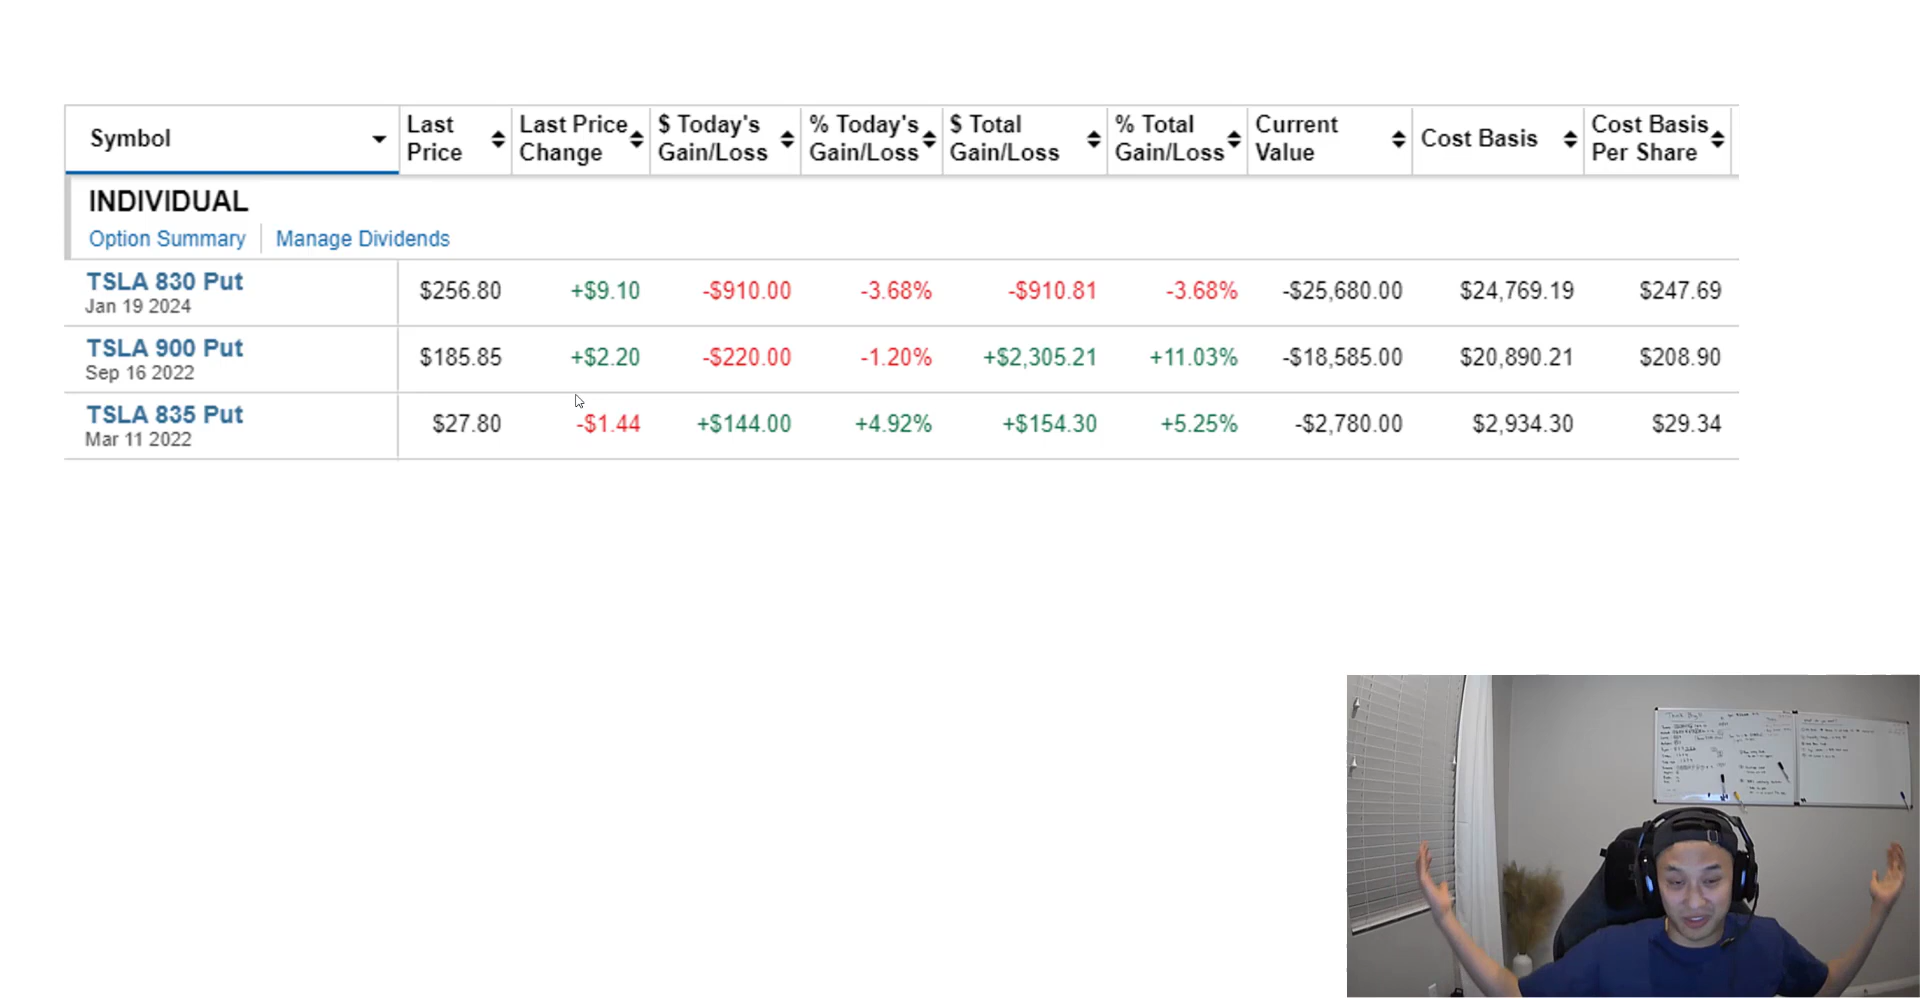 Symbol
Last Price
Last Price Change
$ Today's Gain/Loss
% Today's Gain/Loss
$ Total Gain/Loss
% Total Gain/Loss
Current Value
Cost Basis
Cost Basis Per Share
INDIVIDUAL
Option Summary Manage Dividends
TSLA 830 Put
Jan 19 2024
$256.80 +$9.10 -$910.00 -3.68% -$910.81 -3.68% -$25,680.00 $24,769.19 $247.69
TSLA 900 Put
Sep 16 2022
$185.85 +$2.20 -$220.00 -1.20% +$2,305.21 +11.03% -$18,585.00 $20,890.21 $208.90
TSLA 835 Put
Mar 11 2022
$27.80 -$1.44 +$144.00 +4.92% +$154.30 +5.25% -$2,780.00 $2,934.30 $29.34